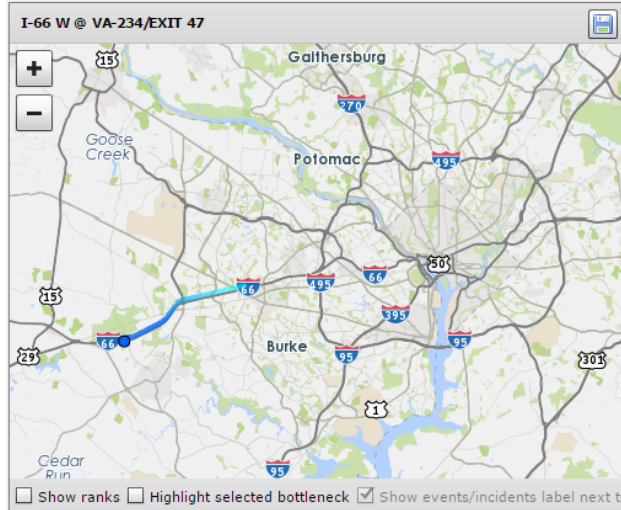 I-66 W @ VA-234/EXIT 47
+
−
15
Gaithersburg
270
Goose
Creek
Potomac
495
50
66
495
66
15
395
66
Burke
95
95
29
301
1
Cedar
Run
95
Show ranks Highlight selected bottleneck Show events/incidents label next t